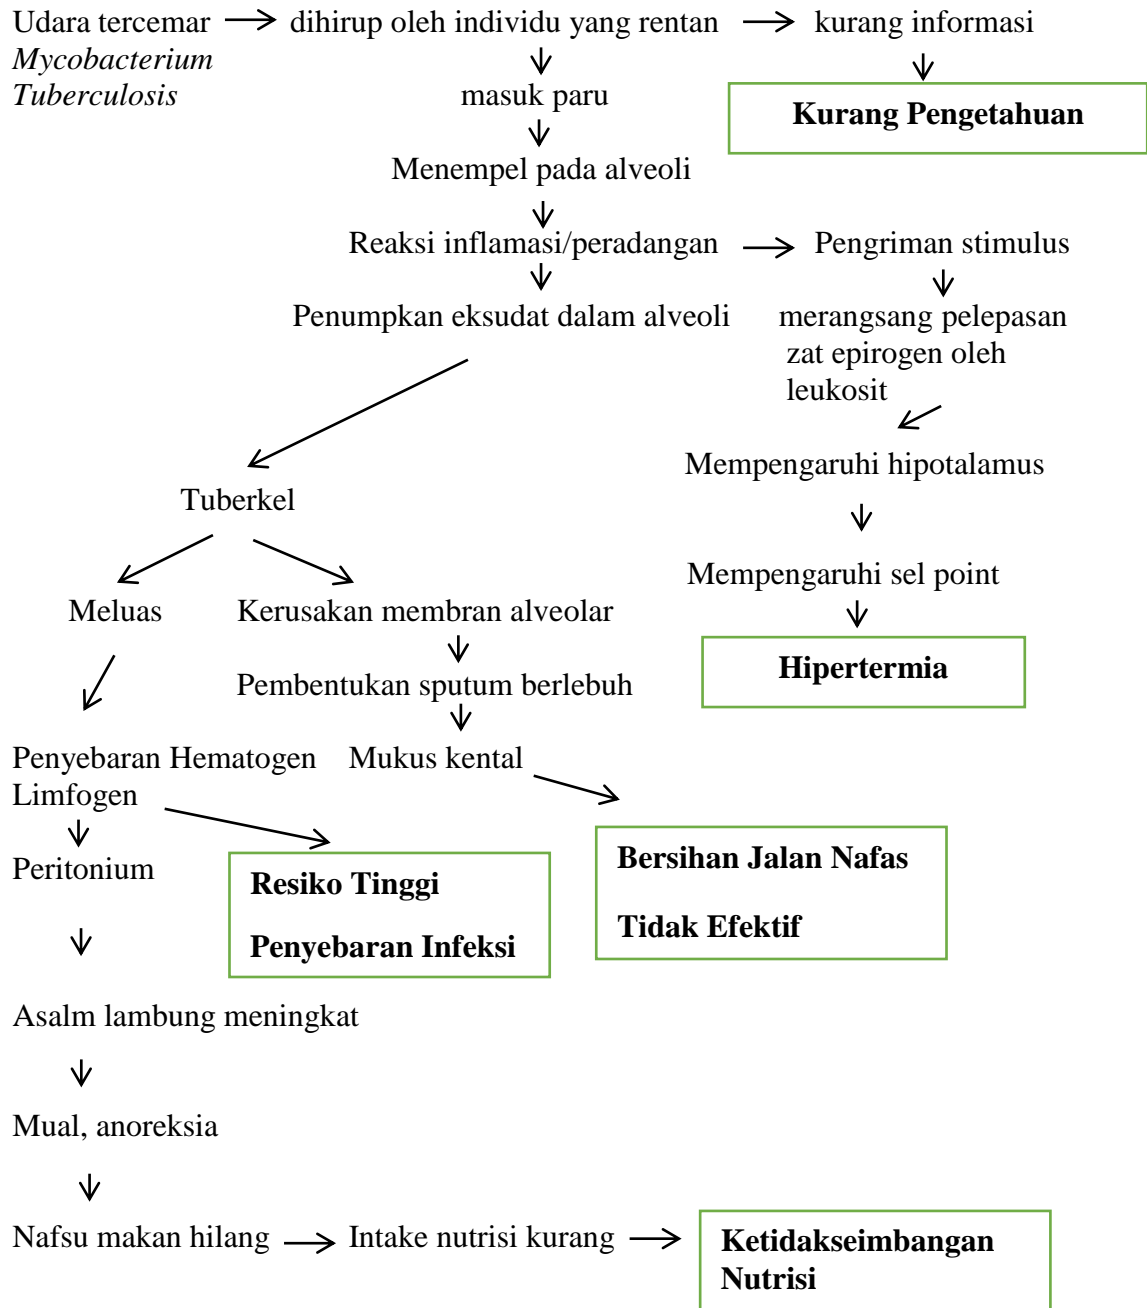 Udara tercemar dihirup oleh individu yang rentan kurang informasi
Mycobacterium
Tuberculosis
masuk paru
Kurang Pengetahuan
Menempel pada alveoli
Reaksi inflamasi/peradangan Pengriman stimulus
Penumpkan eksudat dalam alveoli merangsang pelepasan
zat epirogen oleh
leukosit
Mempengaruhi hipotalamus
Tuberkel
Mempengaruhi sel point
Meluas Kerusakan membran alveolar
Hipertermia
Pembentukan sputum berlebuh
Penyebaran Hematogen Mukus kental
Limfogen
Peritonium
Resiko Tinggi
Penyebaran Infeksi
Bersihan Jalan Nafas
Tidak Efektif
Asalm lambung meningkat
Mual, anoreksia
Nafsu makan hilang Intake nutrisi kurang Ketidakseimbangan
Nutrisi